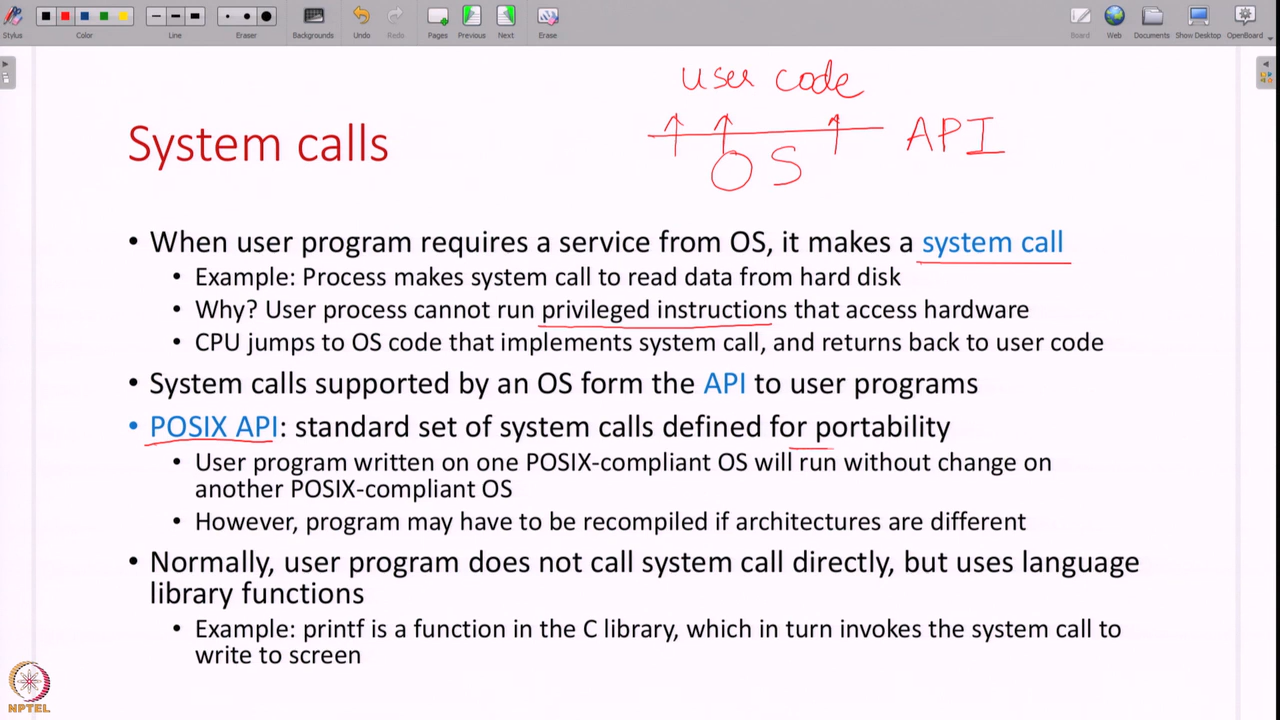 Stylus
Color
Line
Eraser
Backgrounds
Undo
Redo
Pages
Previous
Next
Erase
Board
Web
Documents
Show Desktop
OpenBoard
user code
API
OS
System calls
• When user program requires a service from OS, it makes a system call
• Example: Process makes system call to read data from hard disk
• Why? User process cannot run privileged instructions that access hardware
• CPU jumps to OS code that implements system call, and returns back to user code
• System calls supported by an OS form the API to user programs
• POSIX API: standard set of system calls defined for portability
• User program written on one POSIX-compliant OS will run without change on
another POSIX-compliant OS
• However, program may have to be recompiled if architectures are different
• Normally, user program does not call system call directly, but uses language
library functions
• Example: printf is a function in the C library, which in turn invokes the system call to
write to screen
NPTEL